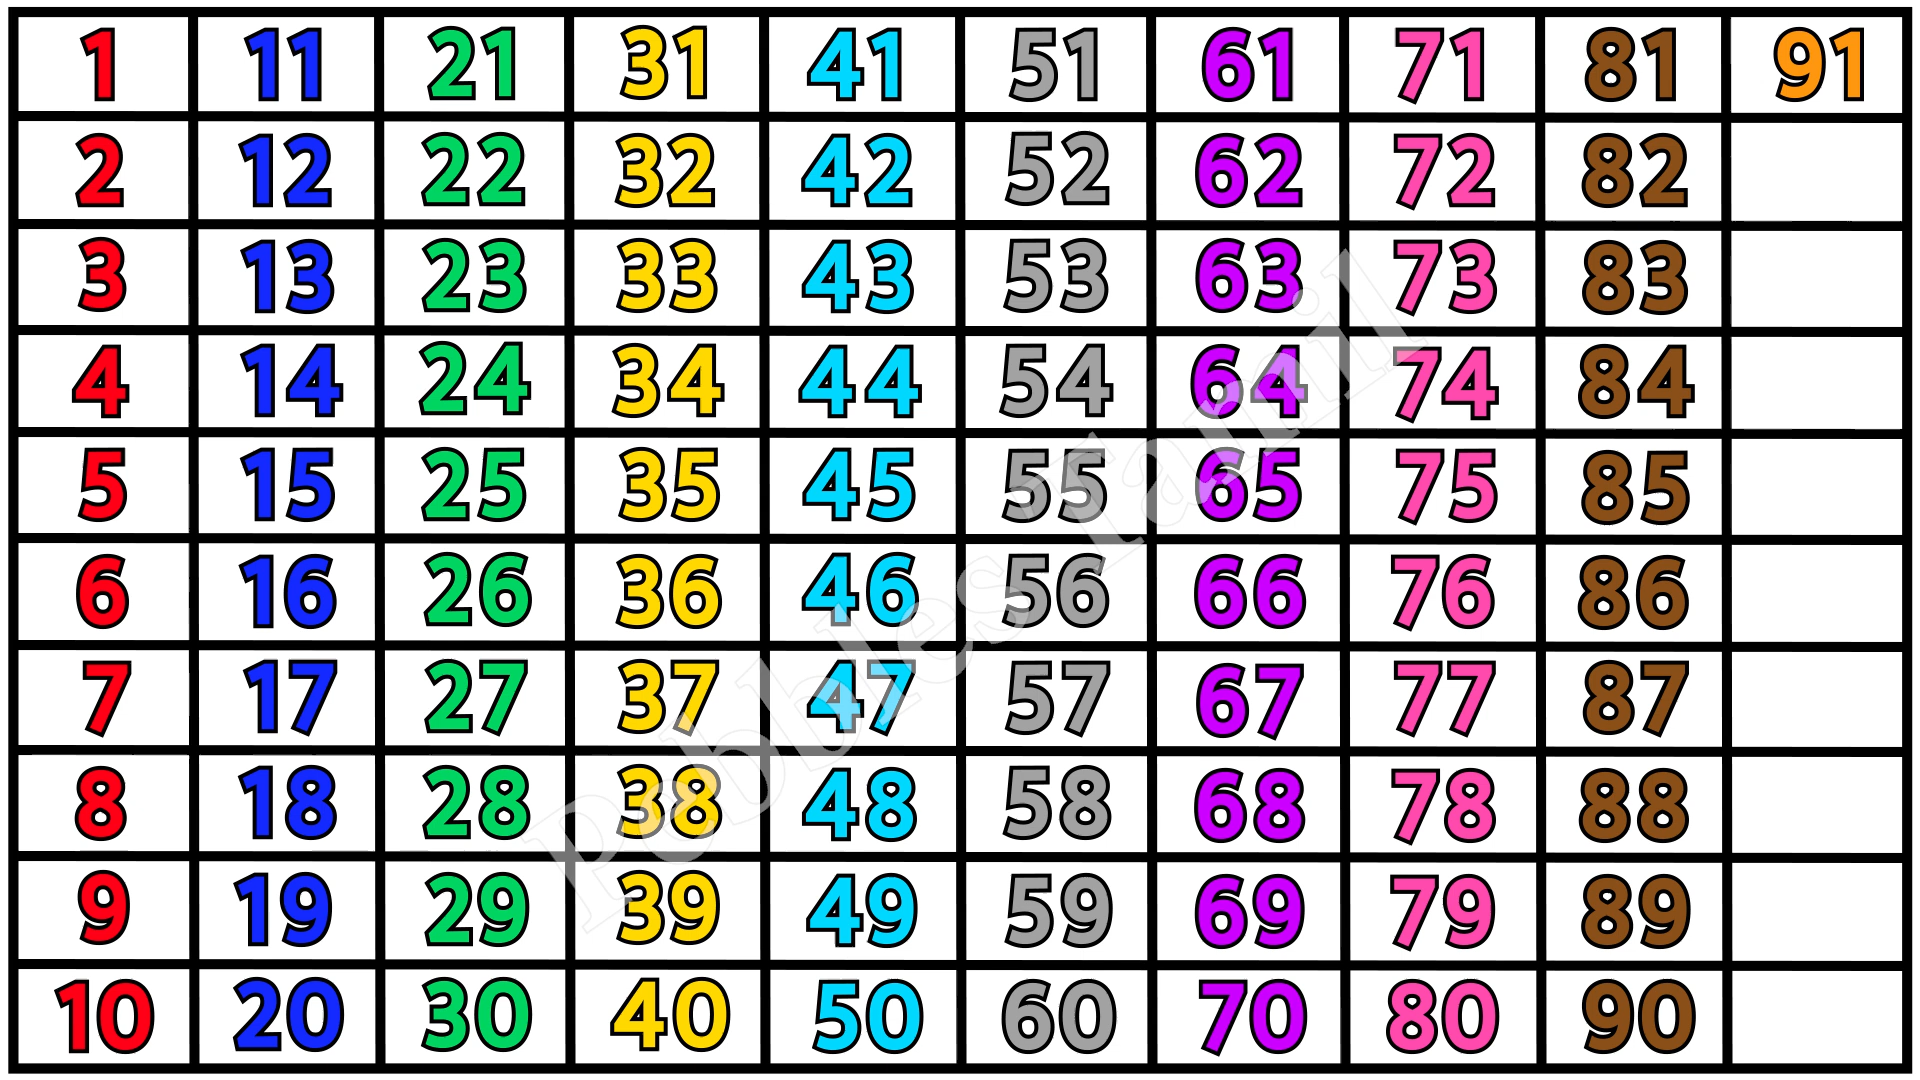 1 11 21 31 41 51 61 71 81 91
2 12 22 32 42 52 62 72 82
3 13 23 33 43 53 63 73 83
4 14 24 34 44 54 64 74 84
5 15 25 35 45 55 65 75 85
6 16 26 36 46 56 66 76 86
7 17 27 37 47 57 67 77 87
8 18 28 38 48 58 68 78 88
9 19 29 39 49 59 69 79 89
10 20 30 40 50 60 70 80 90
Pebbles Tamil